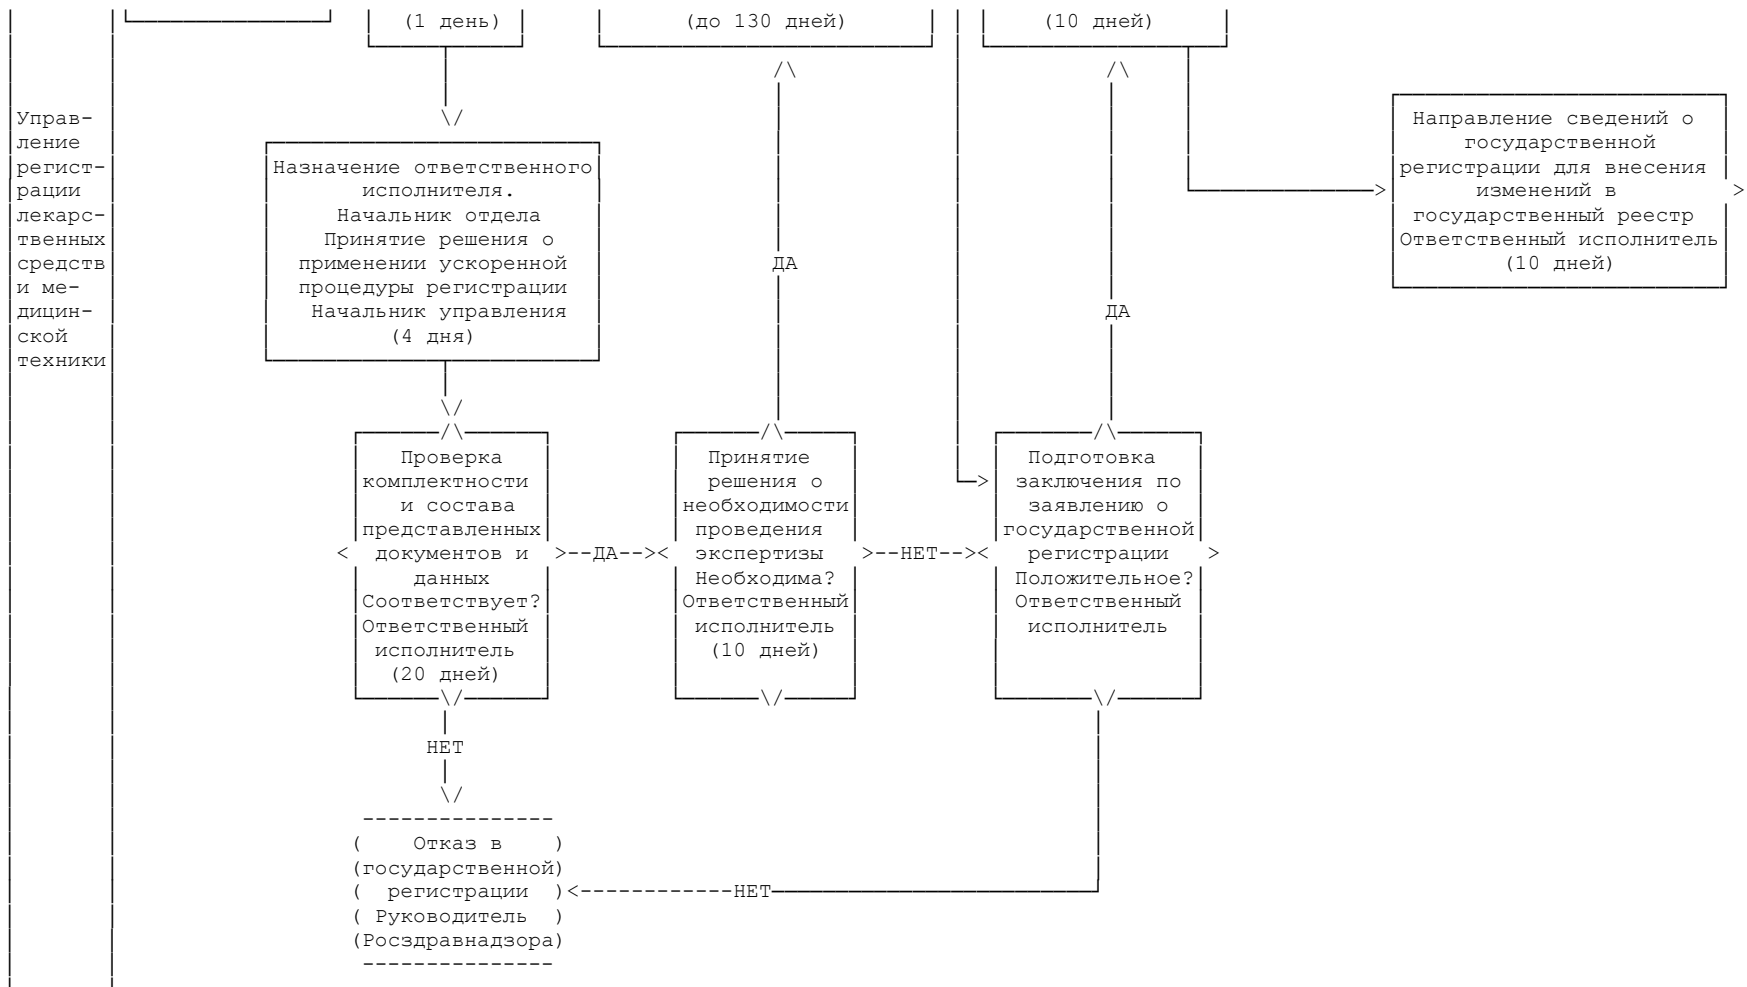 (1 день)
(до 130 дней)
(10 дней)
Управ-
ление
регист-
рации
лекарс-
твенных
средств
и ме-
дицин-
ской
техники
Назначение ответственного
исполнителя.
Начальник отдела
Принятие решения о
применении ускоренной
процедуры регистрации
Начальник управления
(4 дня)
ДА
ДА
Направление сведений о
государственной
регистрации для внесения
изменений в
государственный реестр
Ответственный исполнитель
(10 дней)
Проверка
комплектности
и состава
представленных
документов и
данных
Соответствует?
Ответственный
исполнитель
(20 дней)
ДА
Принятие
решения о
необходимости
проведения
экспертизы
Необходима?
Ответственный
исполнитель
(10 дней)
НЕТ
Подготовка
заключения по
заявлению о
государственной
регистрации
Положительное?
Ответственный
исполнитель
НЕТ
Отказ в
государственной
регистрации
Руководитель
Росздравнадзора
НЕТ